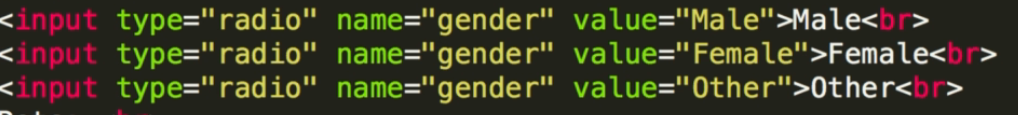 <input type="radio" name="gender" value="Male">Male<br>
<input type="radio" name="gender" value="Female">Female<br>
<input type="radio" name="gender" value="Other">Other<br>